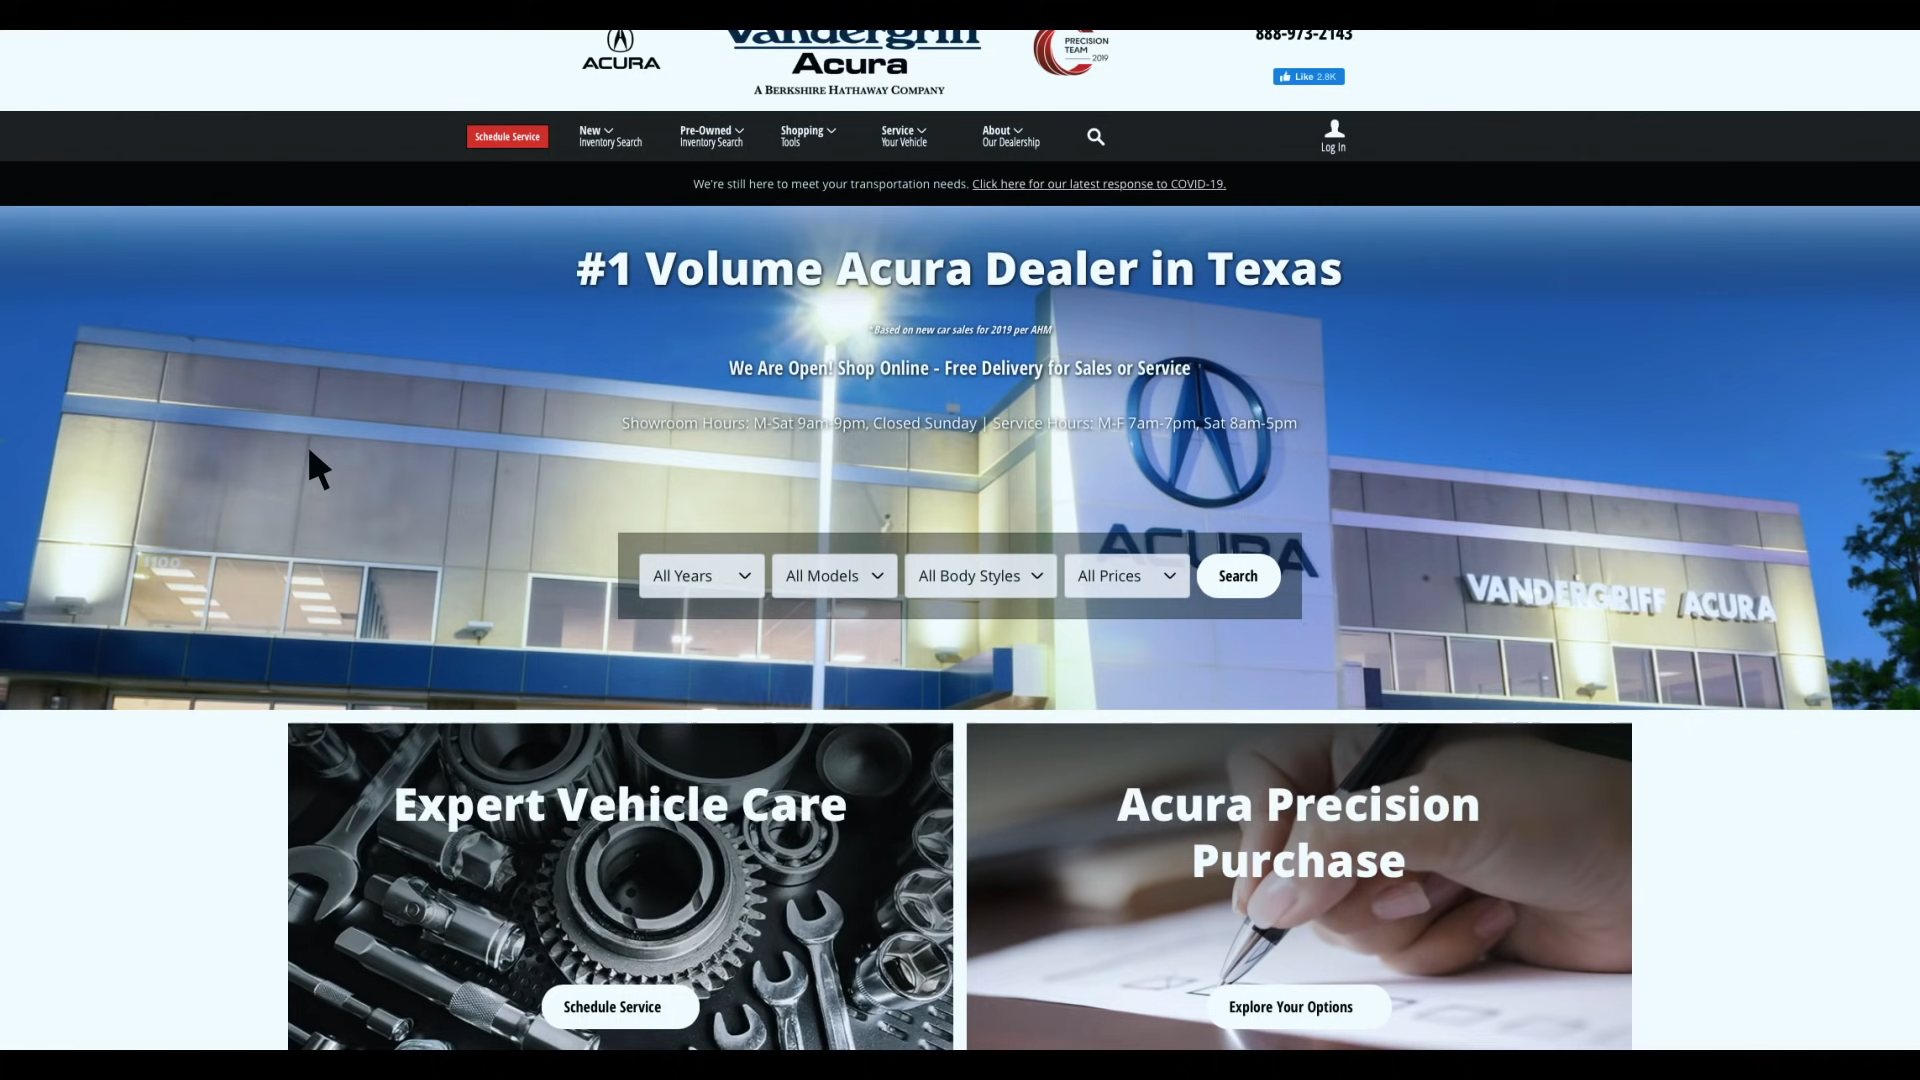 ACURA
Vandergriff
Acura
A BERKSHIRE HATHAWAY COMPANY
PRECISION
TEAM
2019
888-973-2143
Like 2.8K
Schedule Service
New
Inventory Search
Pre-Owned
Inventory Search
Shopping
Tools
Service
Your Vehicle
About
Our Dealership
Log In
We're still here to meet your transportation needs. Click here for our latest response to COVID-19.
#1 Volume Acura Dealer in Texas
*Based on new car sales for 2019 per AHM
We Are Open! Shop Online - Free Delivery for Sales or Service
Showroom Hours: M-Sat 9am-9pm, Closed Sunday | Service Hours: M-F 7am-7pm, Sat 8am-5pm
ACURA
1100
All Years
All Models
All Body Styles
All Prices
Search
VANDERGRIFF ACURA
Expert Vehicle Care
Schedule Service
Acura Precision
Purchase
Explore Your Options